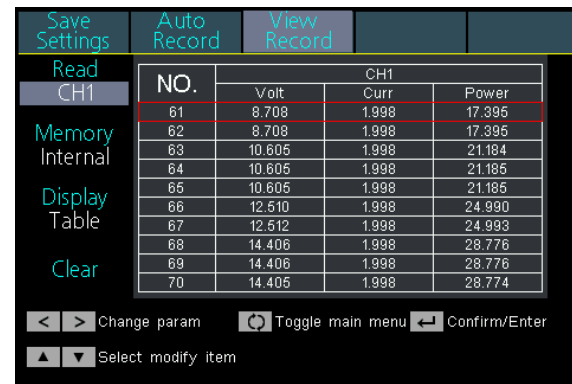 Save Settings Auto Record View Record
Read
CH1
Memory
Internal
Display
Table
Clear
NO. CH1
Volt Curr Power
61 8.708 1.998 17.395
62 8.708 1.998 17.395
63 10.605 1.998 21.184
64 10.605 1.998 21.185
65 10.605 1.998 21.185
66 12.510 1.998 24.990
67 12.512 1.998 24.993
68 14.406 1.998 28.776
69 14.406 1.998 28.776
70 14.405 1.998 28.774
< > Change param Toggle main menu Confirm/Enter
▲ ▼ Select modify item